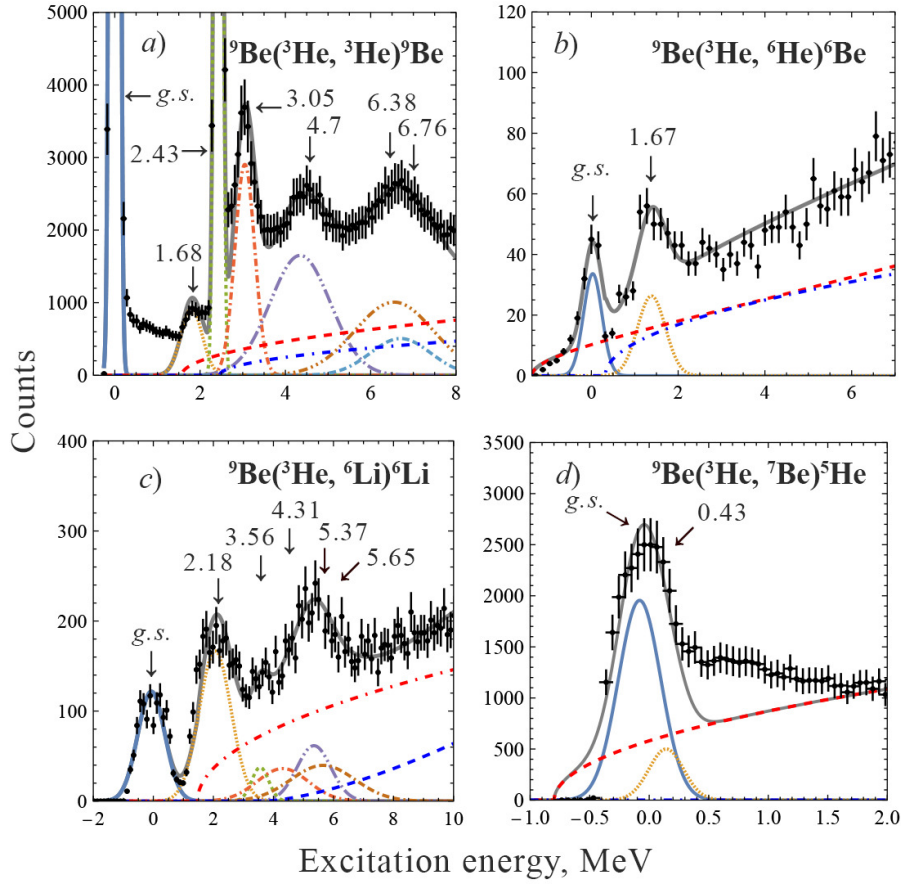 a) ⁹Be(³He, ³He)⁹Be
g.s.
3.05
6.38
4.7
6.76
2.43
1.68
5000
4000
3000
2000
1000
0
0 2 4 6 8
b) ⁹Be(³He, ⁶He)⁶Be
1.67
g.s.
120
100
80
60
40
20
0
0 2 4 6
Counts
c) ⁹Be(³He, ⁶Li)⁶Li
4.31
3.56
5.37
2.18
5.65
g.s.
400
300
200
100
0
−2 0 2 4 6 8 10
d) ⁹Be(³He, ⁷Be)⁵He
g.s.
0.43
3500
3000
2500
2000
1500
1000
500
0
-1.0 -0.5 0.0 0.5 1.0 1.5 2.0
Excitation energy, MeV